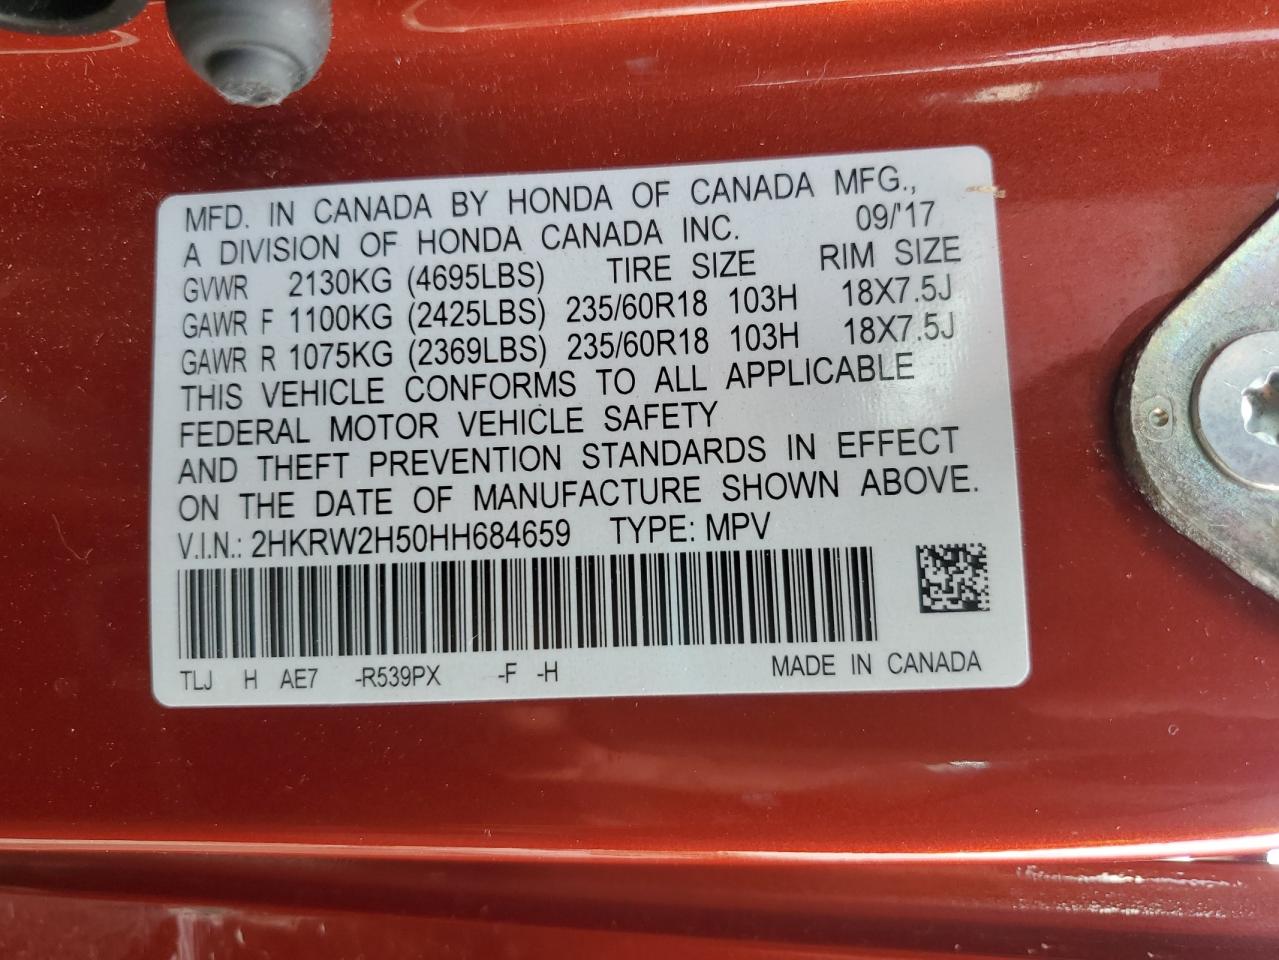 MFD. IN CANADA BY HONDA OF CANADA MFG.,
A DIVISION OF HONDA CANADA INC. 09/'17
GVWR 2130KG (4695LBS) TIRE SIZE RIM SIZE
GAWR F 1100KG (2425LBS) 235/60R18 103H 18X7.5J
GAWR R 1075KG (2369LBS) 235/60R18 103H 18X7.5J
THIS VEHICLE CONFORMS TO ALL APPLICABLE
FEDERAL MOTOR VEHICLE SAFETY
AND THEFT PREVENTION STANDARDS IN EFFECT
ON THE DATE OF MANUFACTURE SHOWN ABOVE.
V.I.N.: 2HKRW2H50HH684659 TYPE: MPV
TLJ H AE7 -R539PX -F -H MADE IN CANADA